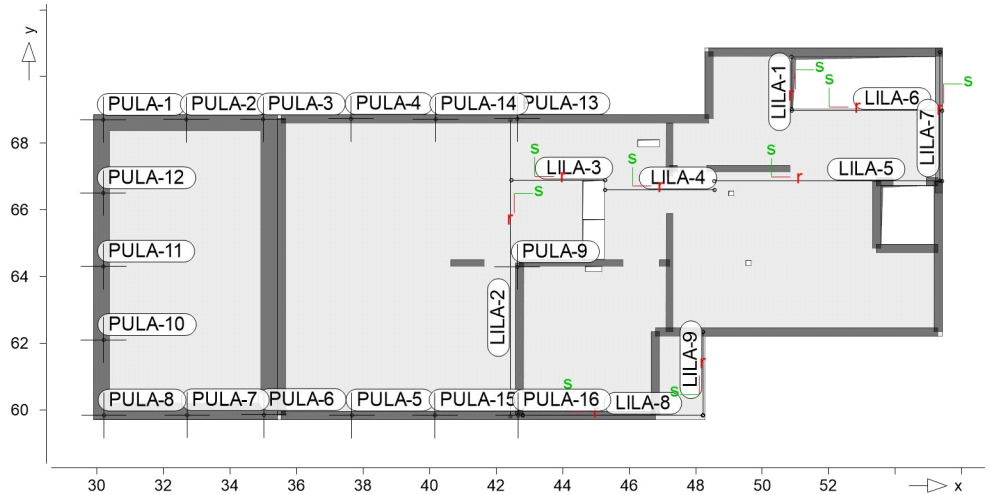 y
LILA-1
s
s
s
LILA-6
r
r
r
PULA-1 PULA-2 PULA-3 PULA-4 PULA-14 PULA-13
LILA-7
68
s
s
s
LILA-3
LILA-5
PULA-12
r
LILA-4
r
r
s
66
r
PULA-11
PULA-9
64
LILA-2
PULA-10
62
LILA-9
r
s
s
PULA-8 PULA-7 PULA-6 PULA-5 PULA-15 PULA-16
LILA-8
60
r
30 32 34 36 38 40 42 44 46 48 50 52 x